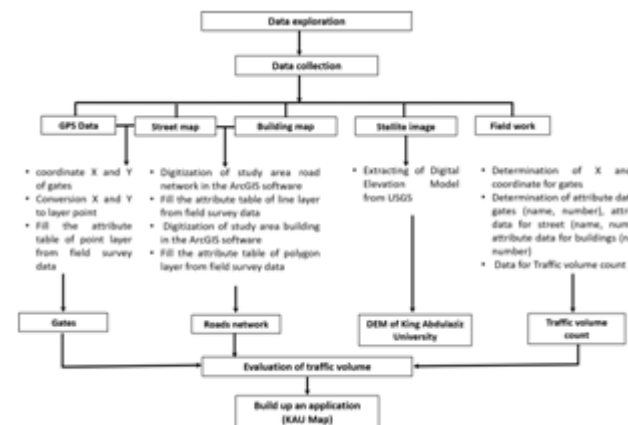 Data exploration
Data collection
GPS Data
Street map
Building map
Stellite image
Field work
• coordinate X and Y
of gates
• Conversion X and Y
to layer point
• Fill the attribute
table of point layer
from field survey
data
• Digitization of study area road
network in the ArcGIS software
• Fill the attribute table of line layer
from field survey data
• Digitization of study area building
in the ArcGIS software
• Fill the attribute table of polygon
layer from field survey data
• Extracting of Digital
Elevation Model
from USGS
• Determination of X and
coordinate for gates
• Determination of attribute dat
gates (name, number), attri
data for street (name, num
attribute data for buildings (n
number)
• Data for Traffic volume count
Gates
Roads network
DEM of King Abdulaziz
University
Traffic volume
count
Evaluation of traffic volume
Build up an application
(KAU Map)